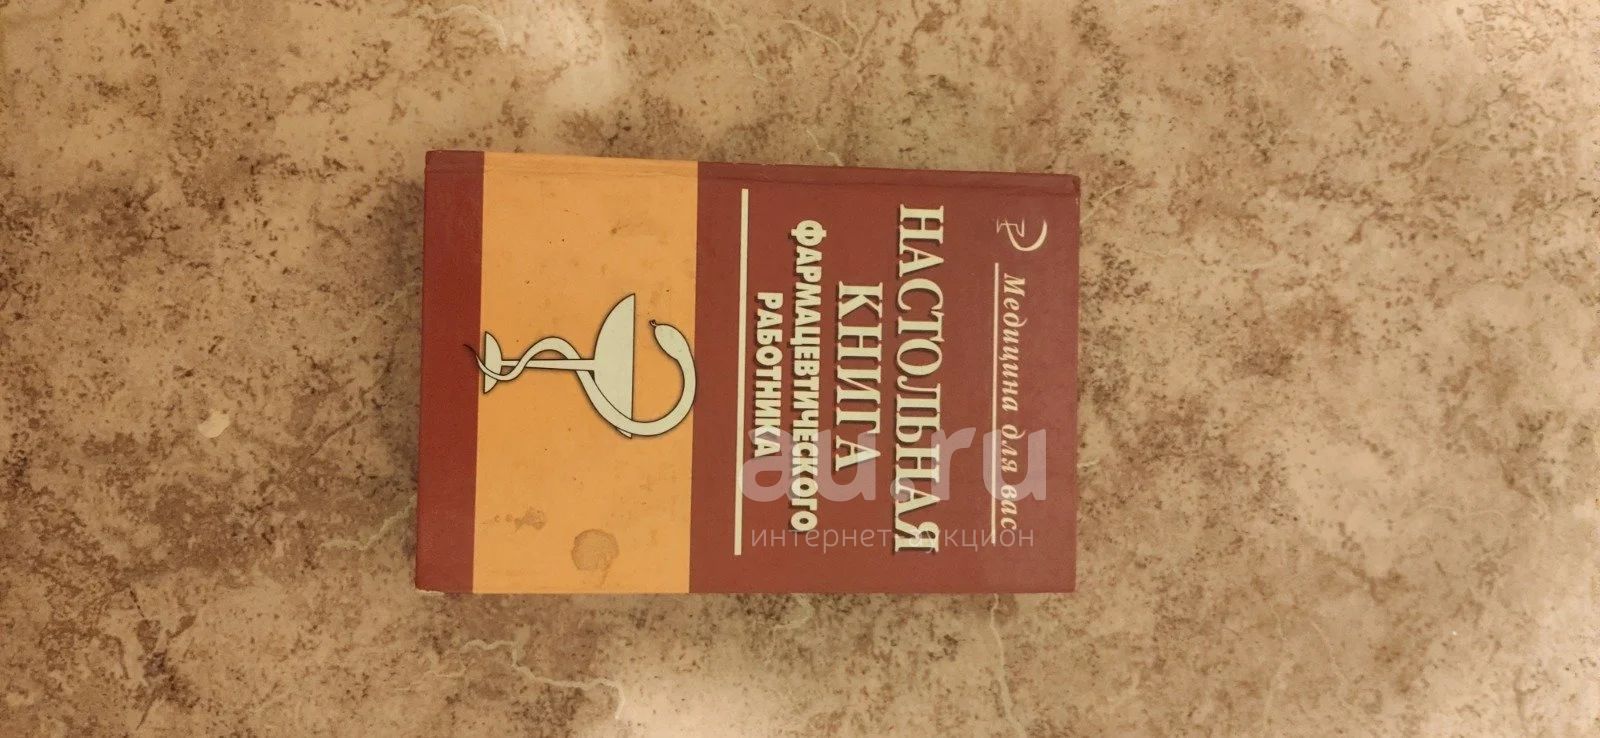 Медицина для вас
НАСТОЛЬНАЯ
КНИГА
ФАРМАЦЕВТИЧЕСКОГО
РАБОТНИКА
au.ru
интернет-аукцион